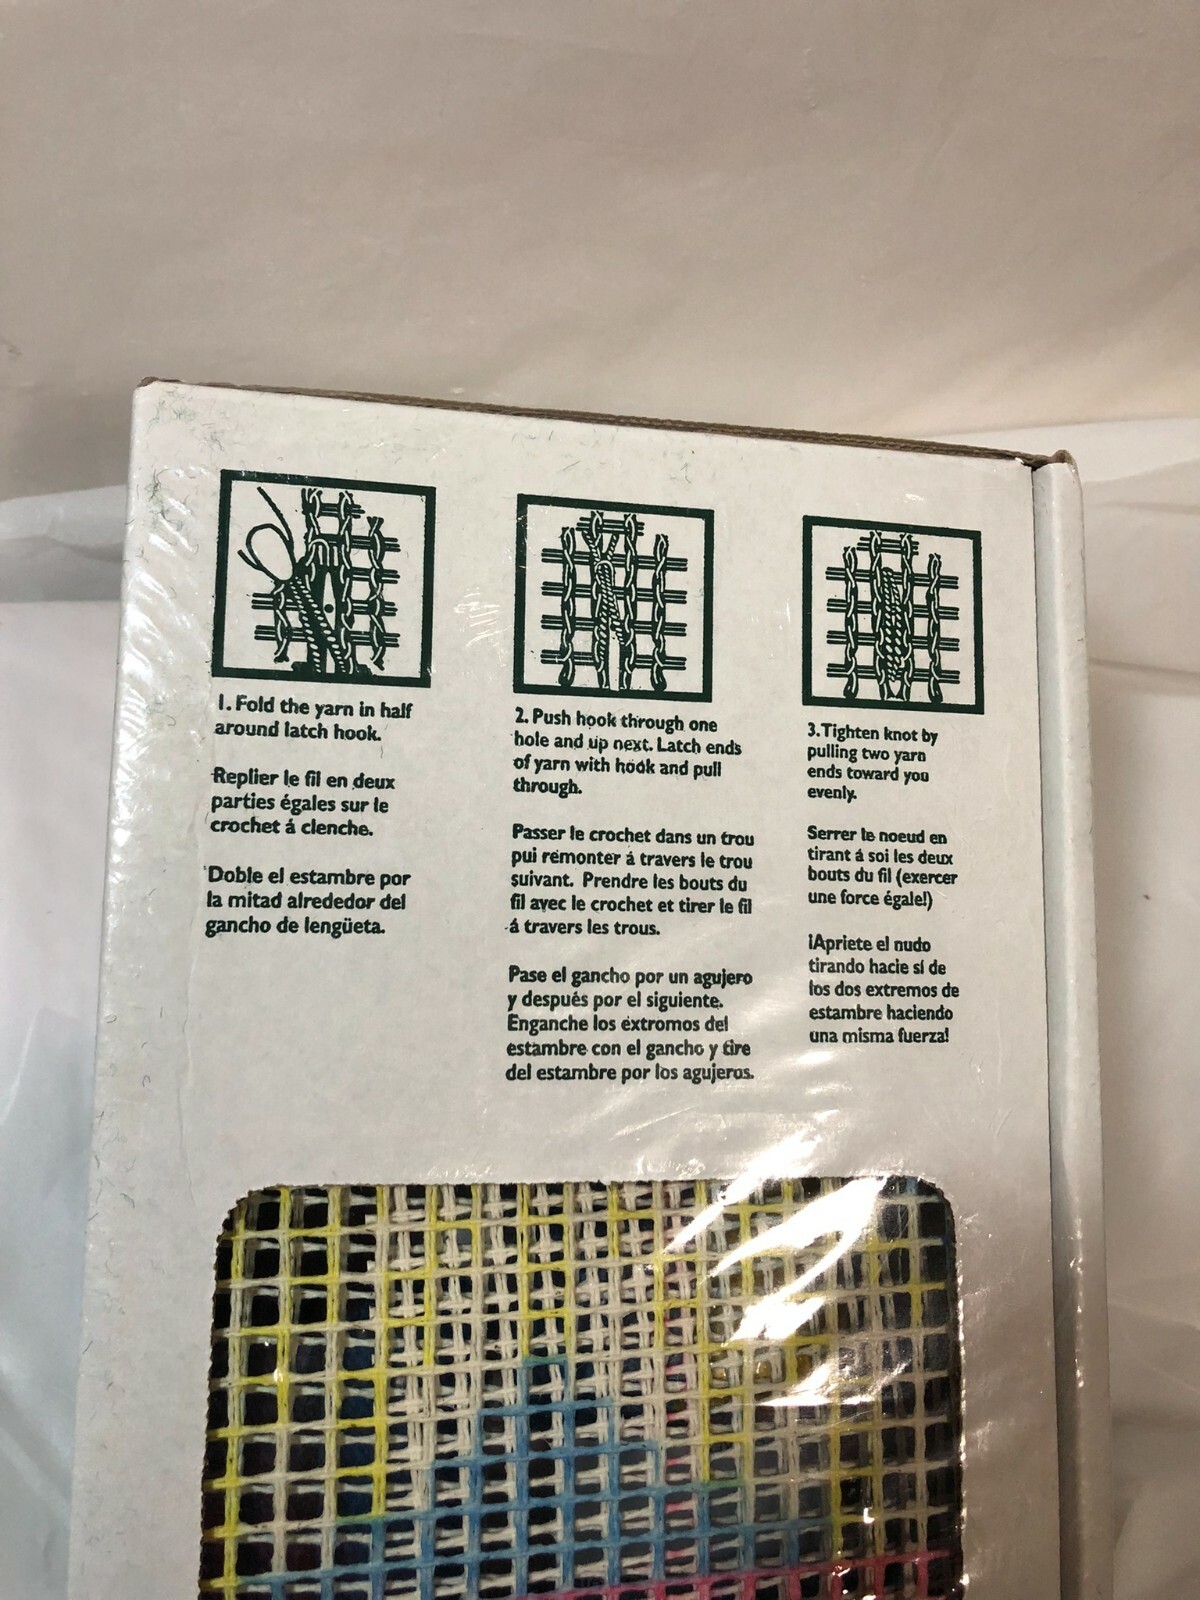 1. Fold the yarn in half
around latch hook.
Replier le fil en deux
parties égales sur le
crochet á clenche.
Doble el estambre por
la mitad alrededor del
gancho de lengüeta.
2. Push hook through one
hole and up next. Latch ends
of yarn with hook and pull
through.
Passer le crochet dans un trou
pui remonter á travers le trou
suivant. Prendre les bouts du
fil avec le crochet et tirer le fil
á travers les trous.
Pase el gancho por un agujero
y después por el siguiente.
Enganche los extromos del
estambre con el gancho y tire
del estambre por los agujeros.
3. Tighten knot by
pulling two yarn
ends toward you
evenly.
Serrer le noeud en
tirant á soi les deux
bouts du fil (exercer
une force égale!)
¡Apriete el nudo
tirando hacie sí de
los dos extremos de
estambre haciendo
una misma fuerza!